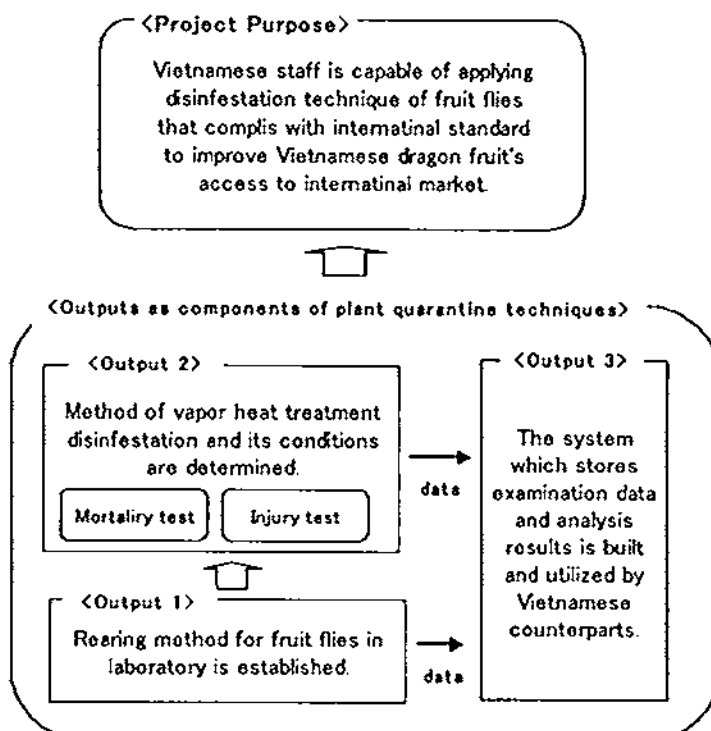 <Project Purpose>
Vietnamese staff is capable of applying
disinfestation technique of fruit flies
that complis with internatinal standard
to improve Vietnamese dragon fruit's
access to internatinal market.
<Outputs as components of plant quarantine techniques>
<Output 2>
Method of vapor heat treatment
disinfestation and its conditions
are determined.
Mortaliry test
Injury test
data
<Output 3>
The system
which stores
examination data
and analysis
results is built
and utilized by
Vietnamese
counterparts.
<Output 1>
Rearing method for fruit flies in
laboratory is established.
data